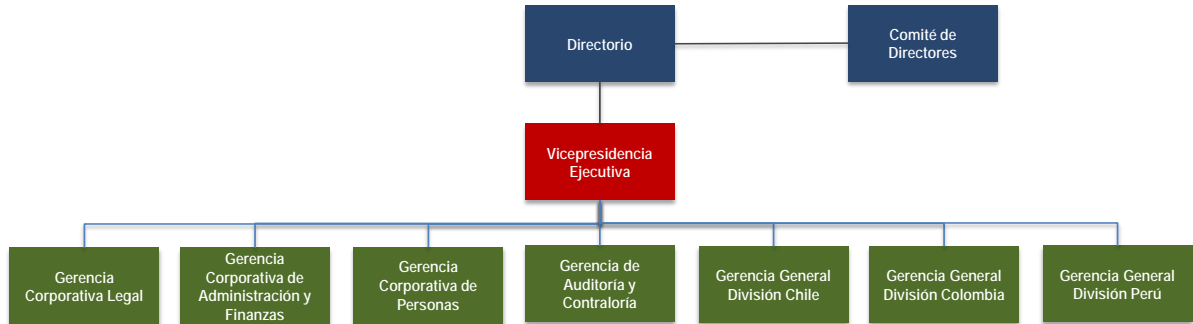 Directorio
Comité de
Directores
Vicepresidencia
Ejecutiva
Gerencia
Corporativa Legal
Gerencia
Corporativa de
Administración y
Finanzas
Gerencia
Corporativa de
Personas
Gerencia de
Auditoría y
Contraloría
Gerencia General
División Chile
Gerencia General
División Colombia
Gerencia General
División Perú